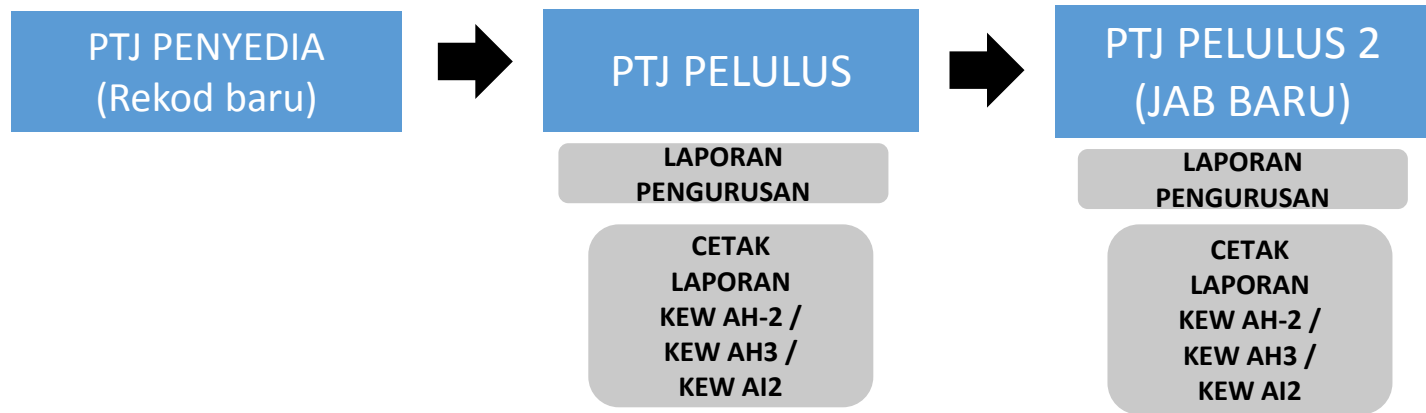 PTJ PENYEDIA
(Rekod baru)
PTJ PELULUS
LAPORAN
PENGURUSAN
CETAK
LAPORAN
KEW AH-2 /
KEW AH3 /
KEW AI2
PTJ PELULUS 2
(JAB BARU)
LAPORAN
PENGURUSAN
CETAK
LAPORAN
KEW AH-2 /
KEW AH3 /
KEW AI2